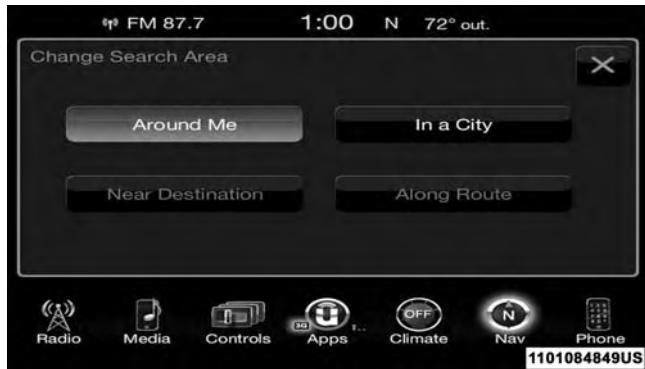 FM 87.7 1:00 N 72° out.
Change Search Area
Around Me In a City
Near Destination Along Route
3G OFF N
Radio Media Controls Apps Climate Nav Phone
1101084849US